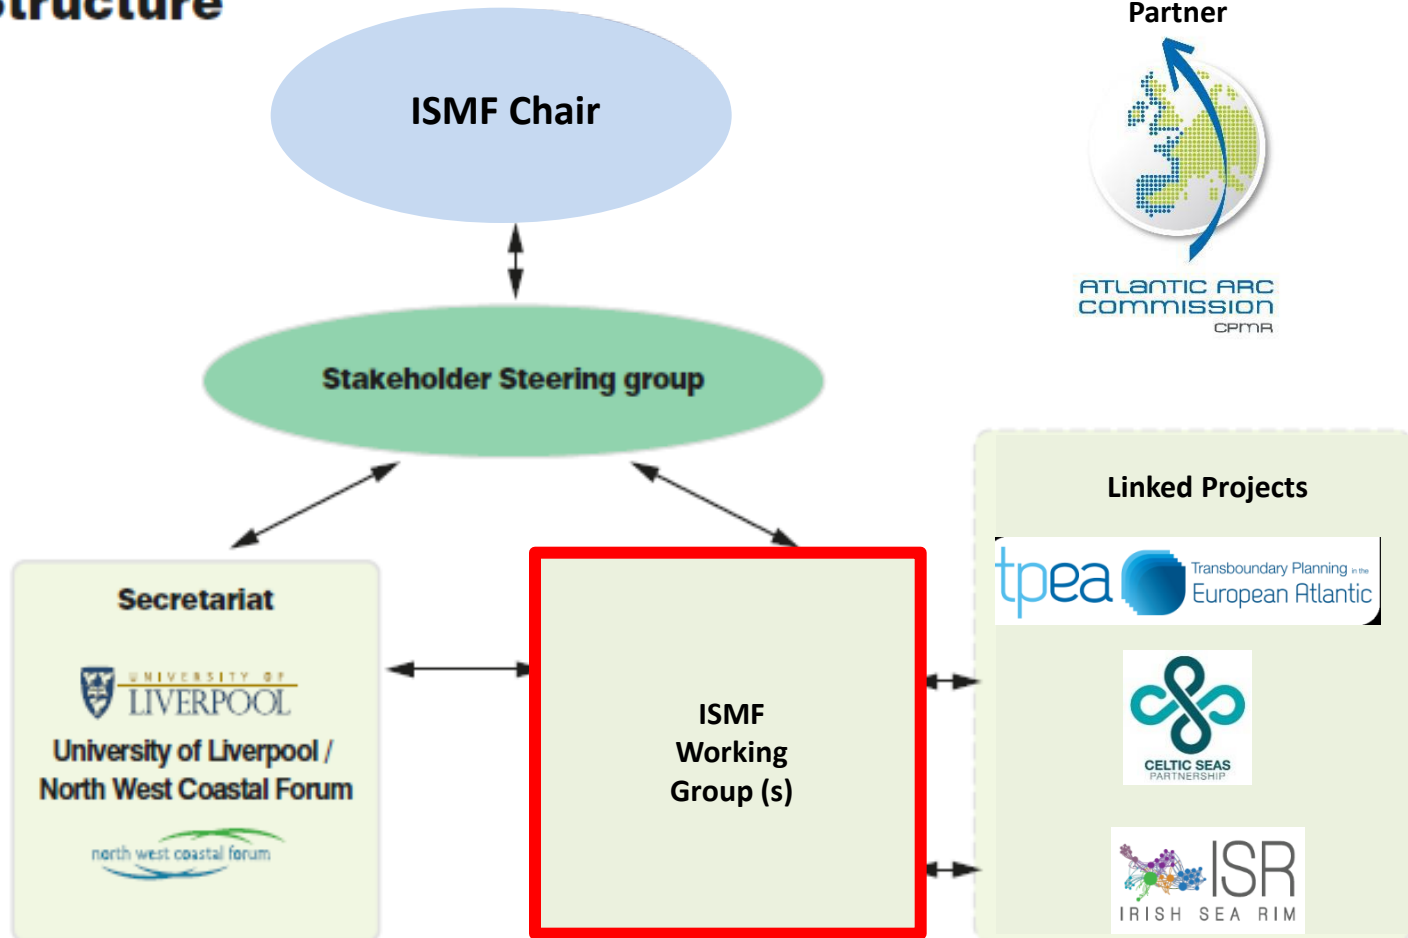 Structure
Partner
ISMF Chair
ATLANTIC ARC
COMMISSION
CPMR
Stakeholder Steering group
Linked Projects
tpea Transboundary Planning in the
European Atlantic
Secretariat
UNIVERSITY OF
LIVERPOOL
University of Liverpool /
North West Coastal Forum
north west coastal forum
ISMF
Working
Group (s)
CELTIC SEAS
PARTNERSHIP
ISR
IRISH SEA RIM